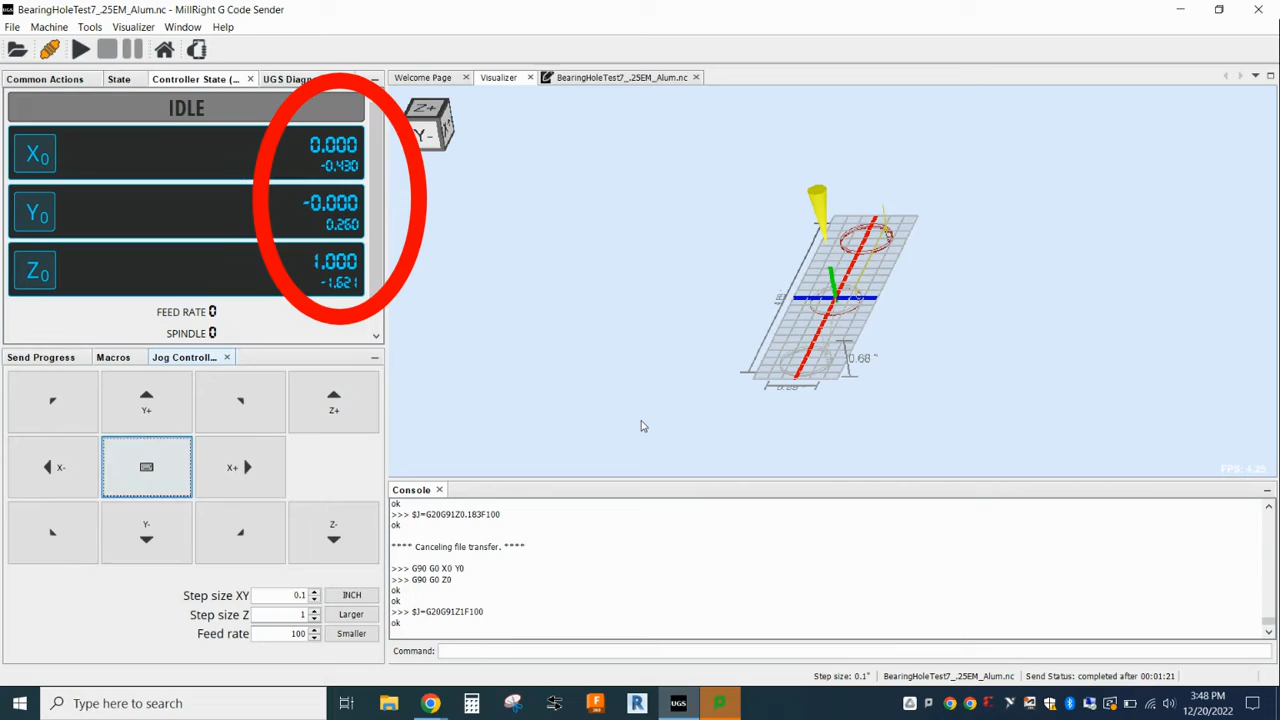 BearingHoleTest7_.25EM_Alum.nc - MillRight G Code Sender
File Machine Tools Visualizer Window Help
Common Actions State Controller State (... UGS Diagn
IDLE
X0 0.000
-0.430
Y0 -0.000
0.260
Z0 1.000
-1.621
FEED RATE 0
SPINDLE 0
Send Progress Macros Jog Controll...
Y+ Z+
X- X+
Y- Z-
Step size XY 0.1 INCH
Step size Z 1 Larger
Feed rate 100 Smaller
Welcome Page Visualizer BearingHoleTest7_.25EM_Alum.nc
Z+
Y-
0.68 "
FPS: 4.25
Console
ok
>>> $J=G20G91Z0.183F100
ok
**** Canceling file transfer. ****
>>> G90 G0 X0 Y0
>>> G90 G0 Z0
ok
ok
>>> $J=G20G91Z1F100
ok
Command:
Step size: 0.1" BearingHoleTest7_.25EM_Alum.nc Send Status: completed after 00:01:21
Type here to search
UGS
3:48 PM
12/20/2022